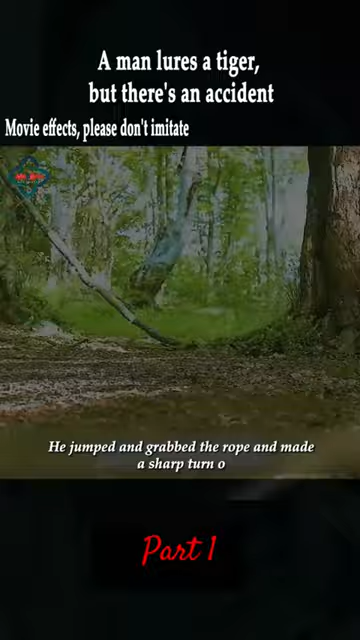 A man lures a tiger,
but there's an accident
Movie effects, please don't imitate
He jumped and grabbed the rope and made
a sharp turn o
Part 1